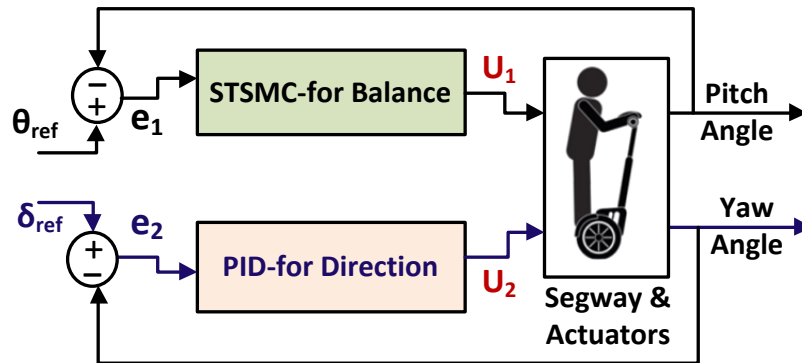 −
+
θref
e1
STSMC-for Balance
U1
Pitch
Angle
δref
+
−
e2
PID-for Direction
U2
Yaw
Angle
Segway &
Actuators